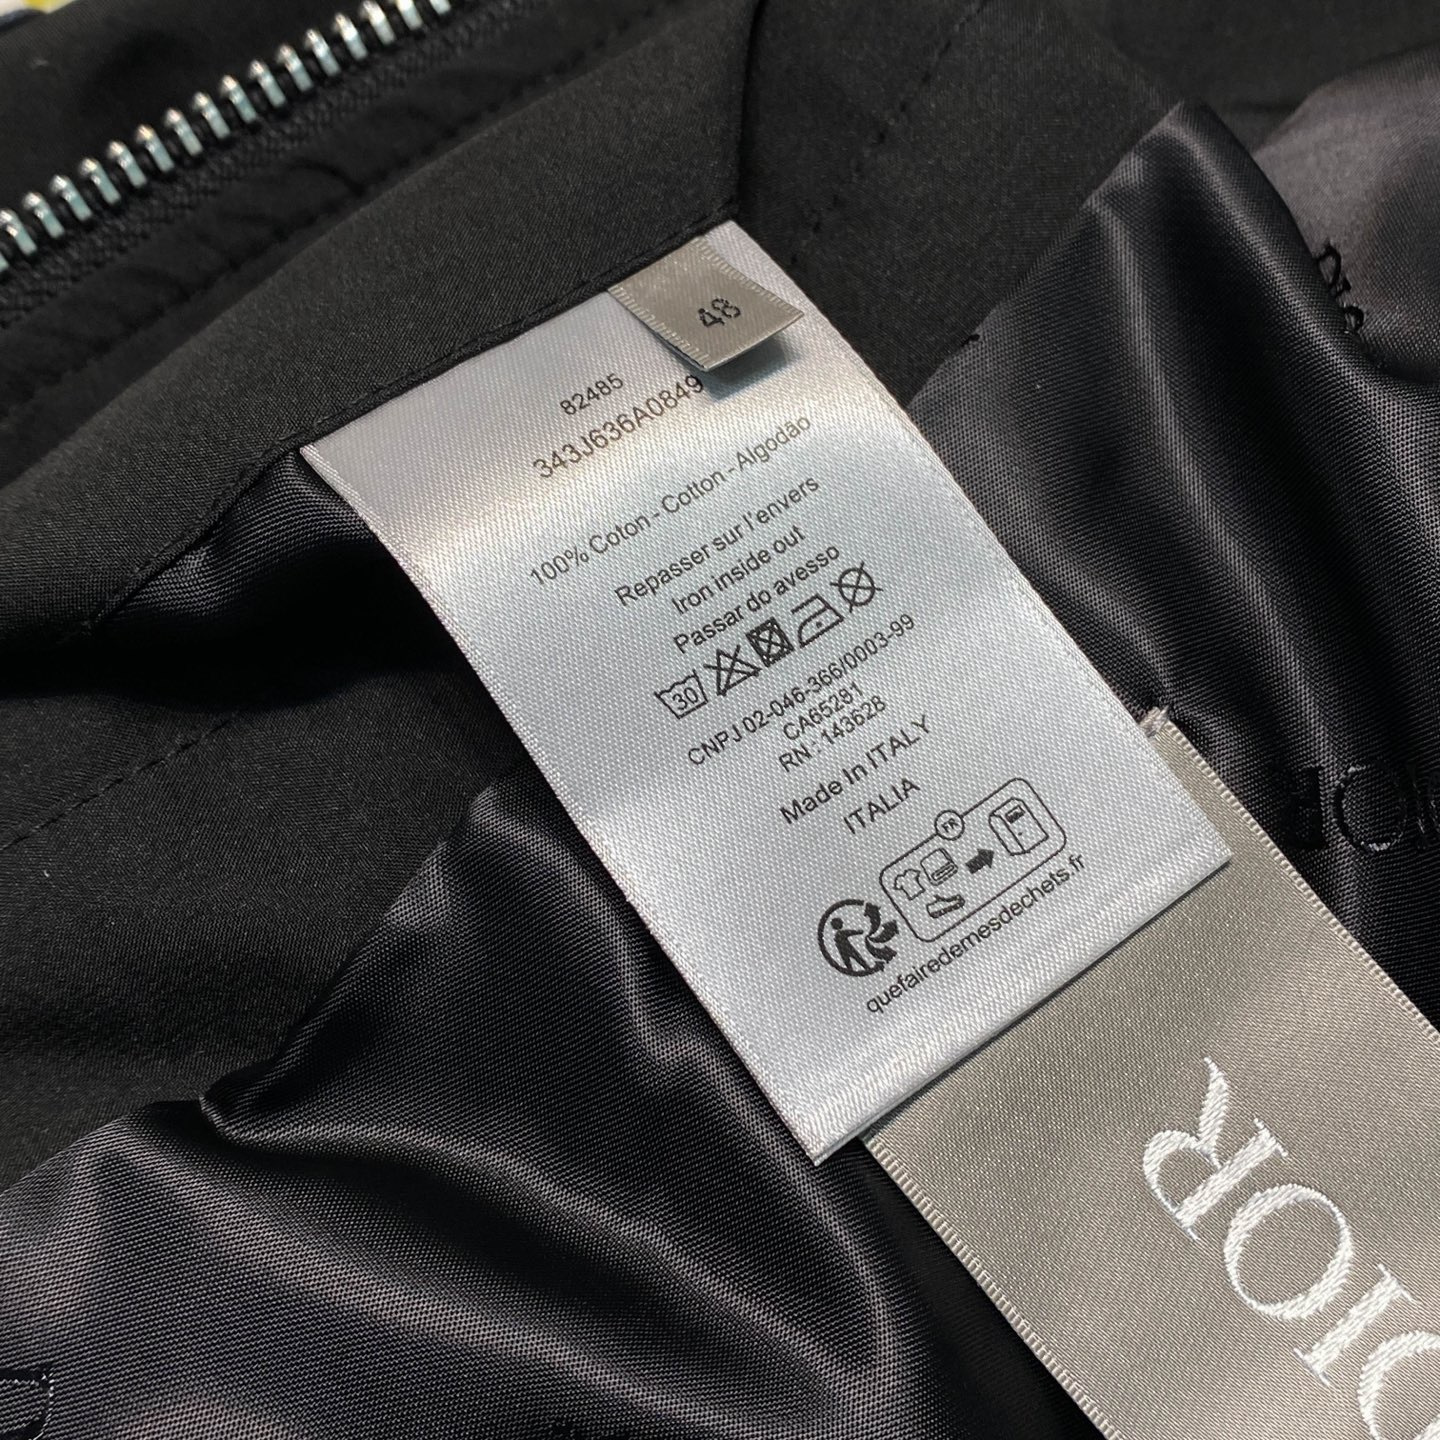 48
82485
343J636A0849
100% Coton - Cotton - Algodão
Repasser sur l'envers
Iron inside out
Passar do avesso
30
CNPJ 02-046-366/0003-99
CA65281
RN : 143628
Made In ITALY
ITALIA
FR
quefairedemesdechets.fr
DIOR